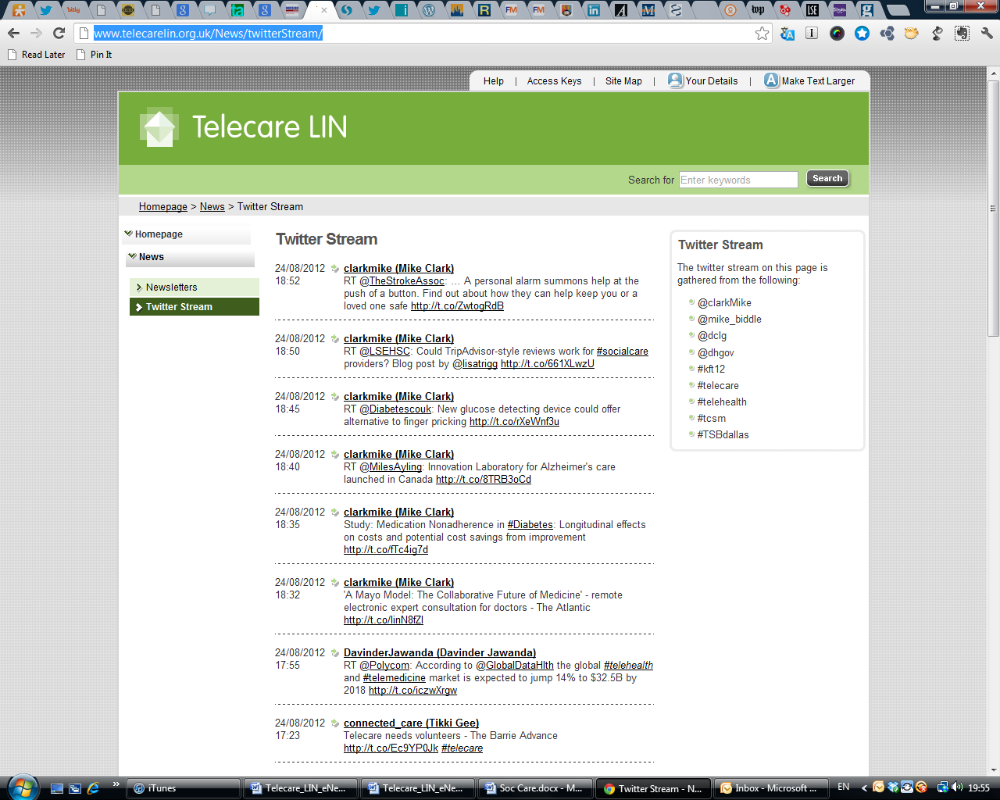 bitly
www.telecarelin.org.uk/News/twitterStream/
Read Later
Pin It
Help | Access Keys | Site Map | Your Details | Make Text Larger
Telecare LIN
Search for
Enter keywords
Search
Homepage > News > Twitter Stream
Homepage
News
Newsletters
Twitter Stream
Twitter Stream
24/08/2012
18:52
clarkmike (Mike Clark)
RT @TheStrokeAssoc: ... A personal alarm summons help at the
push of a button. Find out about how they can help keep you or a
loved one safe http://t.co/ZwtogRdB
24/08/2012
18:50
clarkmike (Mike Clark)
RT @LSEHSC: Could TripAdvisor-style reviews work for #socialcare
providers? Blog post by @lisatrigg http://t.co/661XLwzU
24/08/2012
18:45
clarkmike (Mike Clark)
RT @Diabetescouk: New glucose detecting device could offer
alternative to finger pricking http://t.co/rXeWnf3u
24/08/2012
18:40
clarkmike (Mike Clark)
RT @MilesAyling: Innovation Laboratory for Alzheimer's care
launched in Canada http://t.co/8TRB3oCd
24/08/2012
18:35
clarkmike (Mike Clark)
Study: Medication Nonadherence in #Diabetes: Longitudinal effects
on costs and potential cost savings from improvement
http://t.co/fTc4ig7d
24/08/2012
18:32
clarkmike (Mike Clark)
'A Mayo Model: The Collaborative Future of Medicine' - remote
electronic expert consultation for doctors - The Atlantic
http://t.co/linN8fZl
24/08/2012
17:55
DavinderJawanda (Davinder Jawanda)
RT @Polycom: According to @GlobalDataHlth the global #telehealth
and #telemedicine market is expected to jump 14% to $32.5B by
2018 http://t.co/iczwXrgw
24/08/2012
17:23
connected_care (Tikki Gee)
Telecare needs volunteers - The Barrie Advance
http://t.co/Ec9YP0Jk #telecare
Twitter Stream
The twitter stream on this page is
gathered from the following:
@clarkMike
@mike_biddle
@dclg
@dhgov
#kft12
#telecare
#telehealth
#tcsm
#TSBdallas
iTunes
Telecare_LIN_eNe...
Telecare_LIN_eNe...
Soc Care.docx - M...
Twitter Stream - N...
Inbox - Microsoft ...
EN
19:55